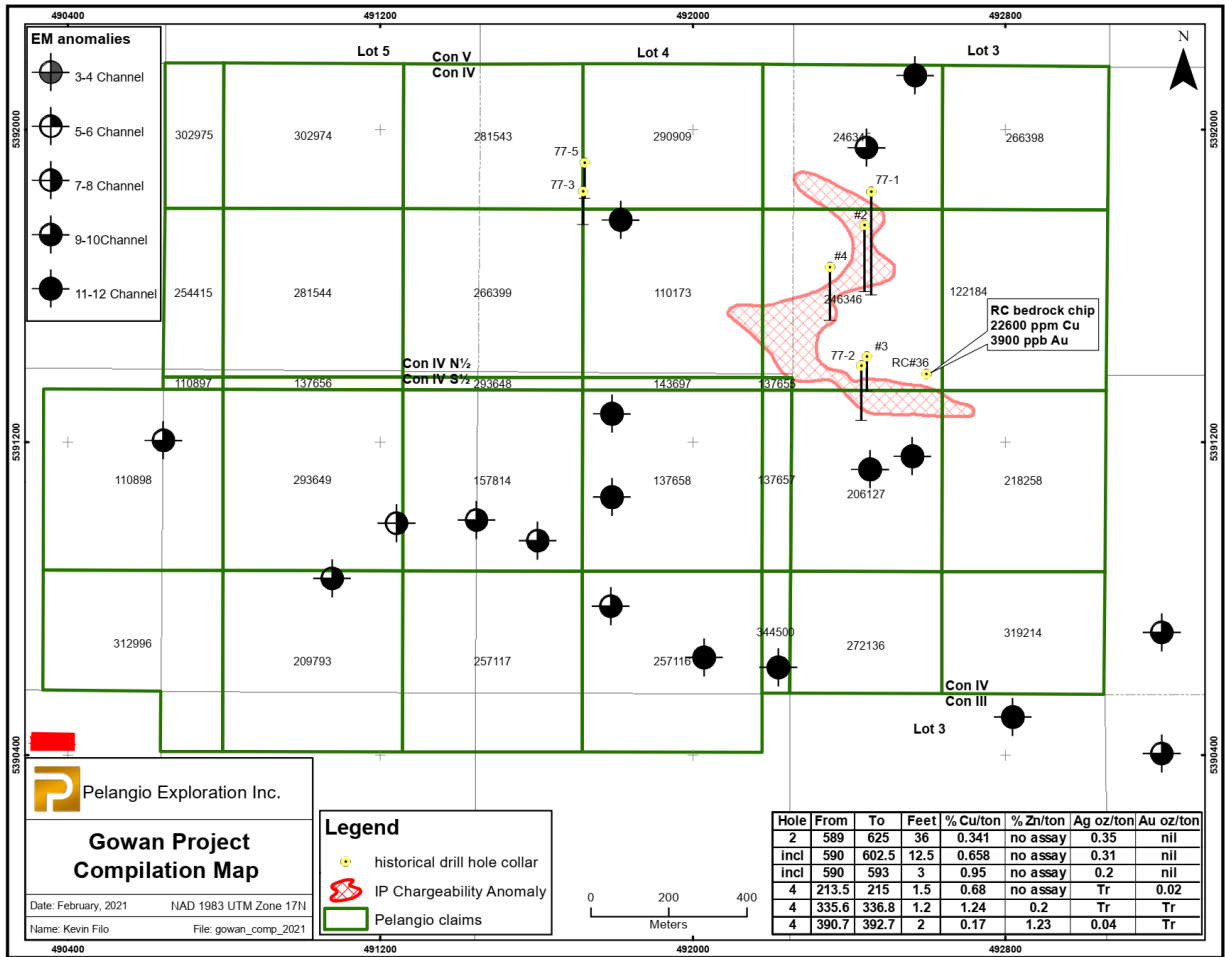 490400
491200
492000
492800
EM anomalies
3-4 Channel
5-6 Channel
7-8 Channel
9-10Channel
11-12 Channel
Lot 5
Con V
Con IV
Lot 4
Lot 3
N
5392000
5392000
302975
302974
281543
290909
266398
77-5
77-3
77-1
#2
#4
254415
281544
266399
110173
246346
122184
RC bedrock chip
22600 ppm Cu
3900 ppb Au
#3
77-2
RC#36
Con IV N½
Con IV S½
110897
137656
293648
143697
137655
5391200
5391200
110898
293649
157814
137658
137657
206127
218258
312996
209793
257117
257116
344500
272136
319214
Con IV
Con III
Lot 3
5390400
5390400
Pelangio Exploration Inc.
Gowan Project
Compilation Map
Date: February, 2021 NAD 1983 UTM Zone 17N
Name: Kevin Filo File: gowan_comp_2021
Legend
historical drill hole collar
IP Chargeability Anomaly
Pelangio claims
0 200 400
Meters
Hole From To Feet % Cu/ton % Zn/ton Ag oz/ton Au oz/ton
2 589 625 36 0.341 no assay 0.35 nil
incl 590 602.5 12.5 0.658 no assay 0.31 nil
incl 590 593 3 0.95 no assay 0.2 nil
4 213.5 215 1.5 0.68 no assay Tr 0.02
4 335.6 336.8 1.2 1.24 0.2 Tr Tr
4 390.7 392.7 2 0.17 1.23 0.04 Tr
490400
491200
492000
492800